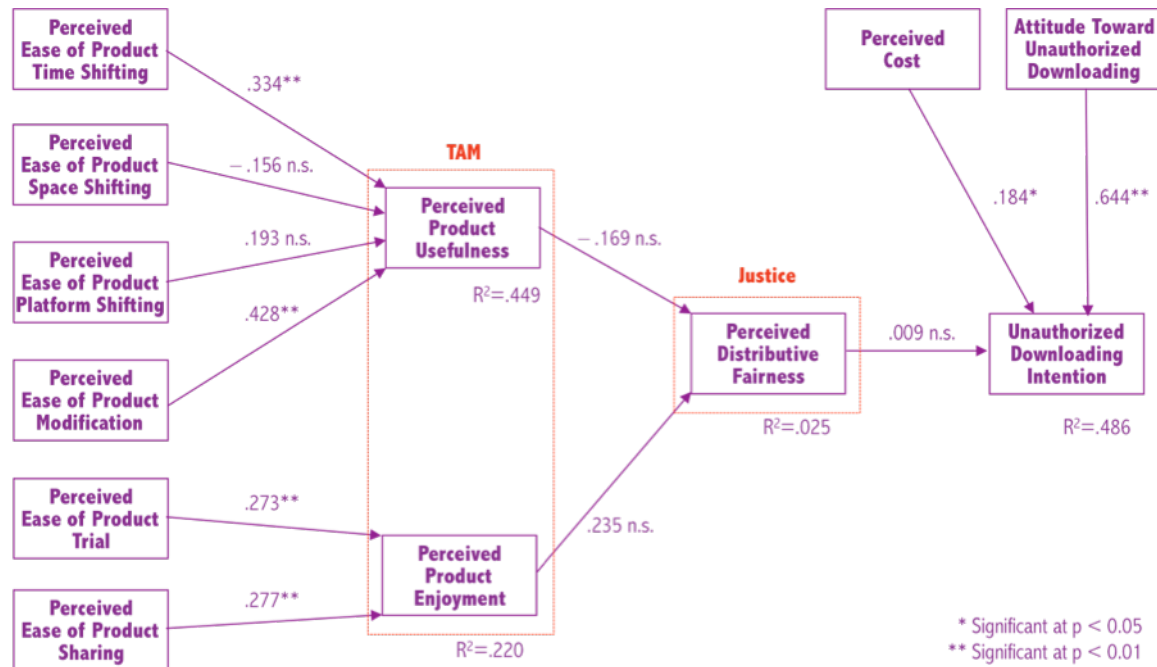 Perceived
Ease of Product
Time Shifting
Perceived
Ease of Product
Space Shifting
Perceived
Ease of Product
Platform Shifting
Perceived
Ease of Product
Modification
Perceived
Ease of Product
Trial
Perceived
Ease of Product
Sharing
.334**
– .156 n.s.
.193 n.s.
.428**
.273**
.277**
TAM
Perceived
Product
Usefulness
R²=.449
Perceived
Product
Enjoyment
R²=.220
– .169 n.s.
.235 n.s.
Justice
Perceived
Distributive
Fairness
R²=.025
.009 n.s.
Perceived
Cost
Attitude Toward
Unauthorized
Downloading
.184*
.644**
Unauthorized
Downloading
Intention
R²=.486
* Significant at p < 0.05
** Significant at p < 0.01